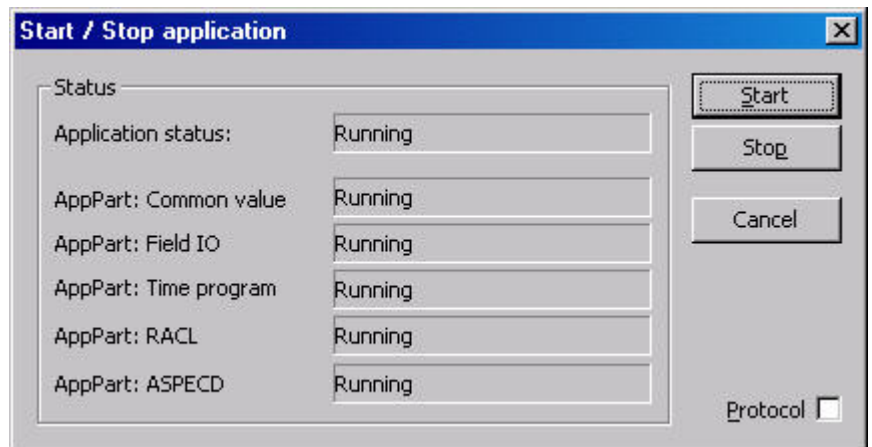 Start / Stop application
Status
Application status: Running
AppPart: Common value Running
AppPart: Field IO Running
AppPart: Time program Running
AppPart: RACL Running
AppPart: ASPECD Running
Start
Stop
Cancel
Protocol